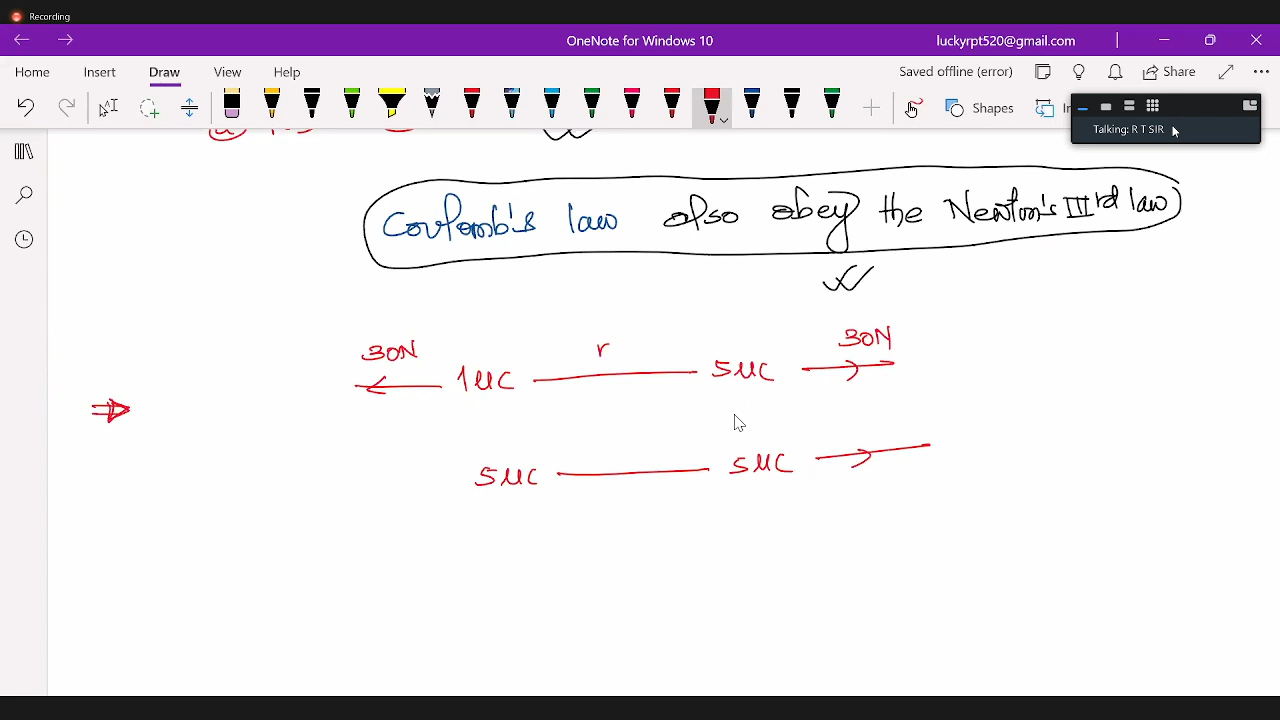 Recording
OneNote for Windows 10
luckyrpt520@gmail.com
Home Insert Draw View Help
Saved offline (error)
Share
Shapes
Talking: R T SIR
Coulomb's law also obey the Newton's IIIrd law
30N r 30N
1μC 5μC
5μC 5μC